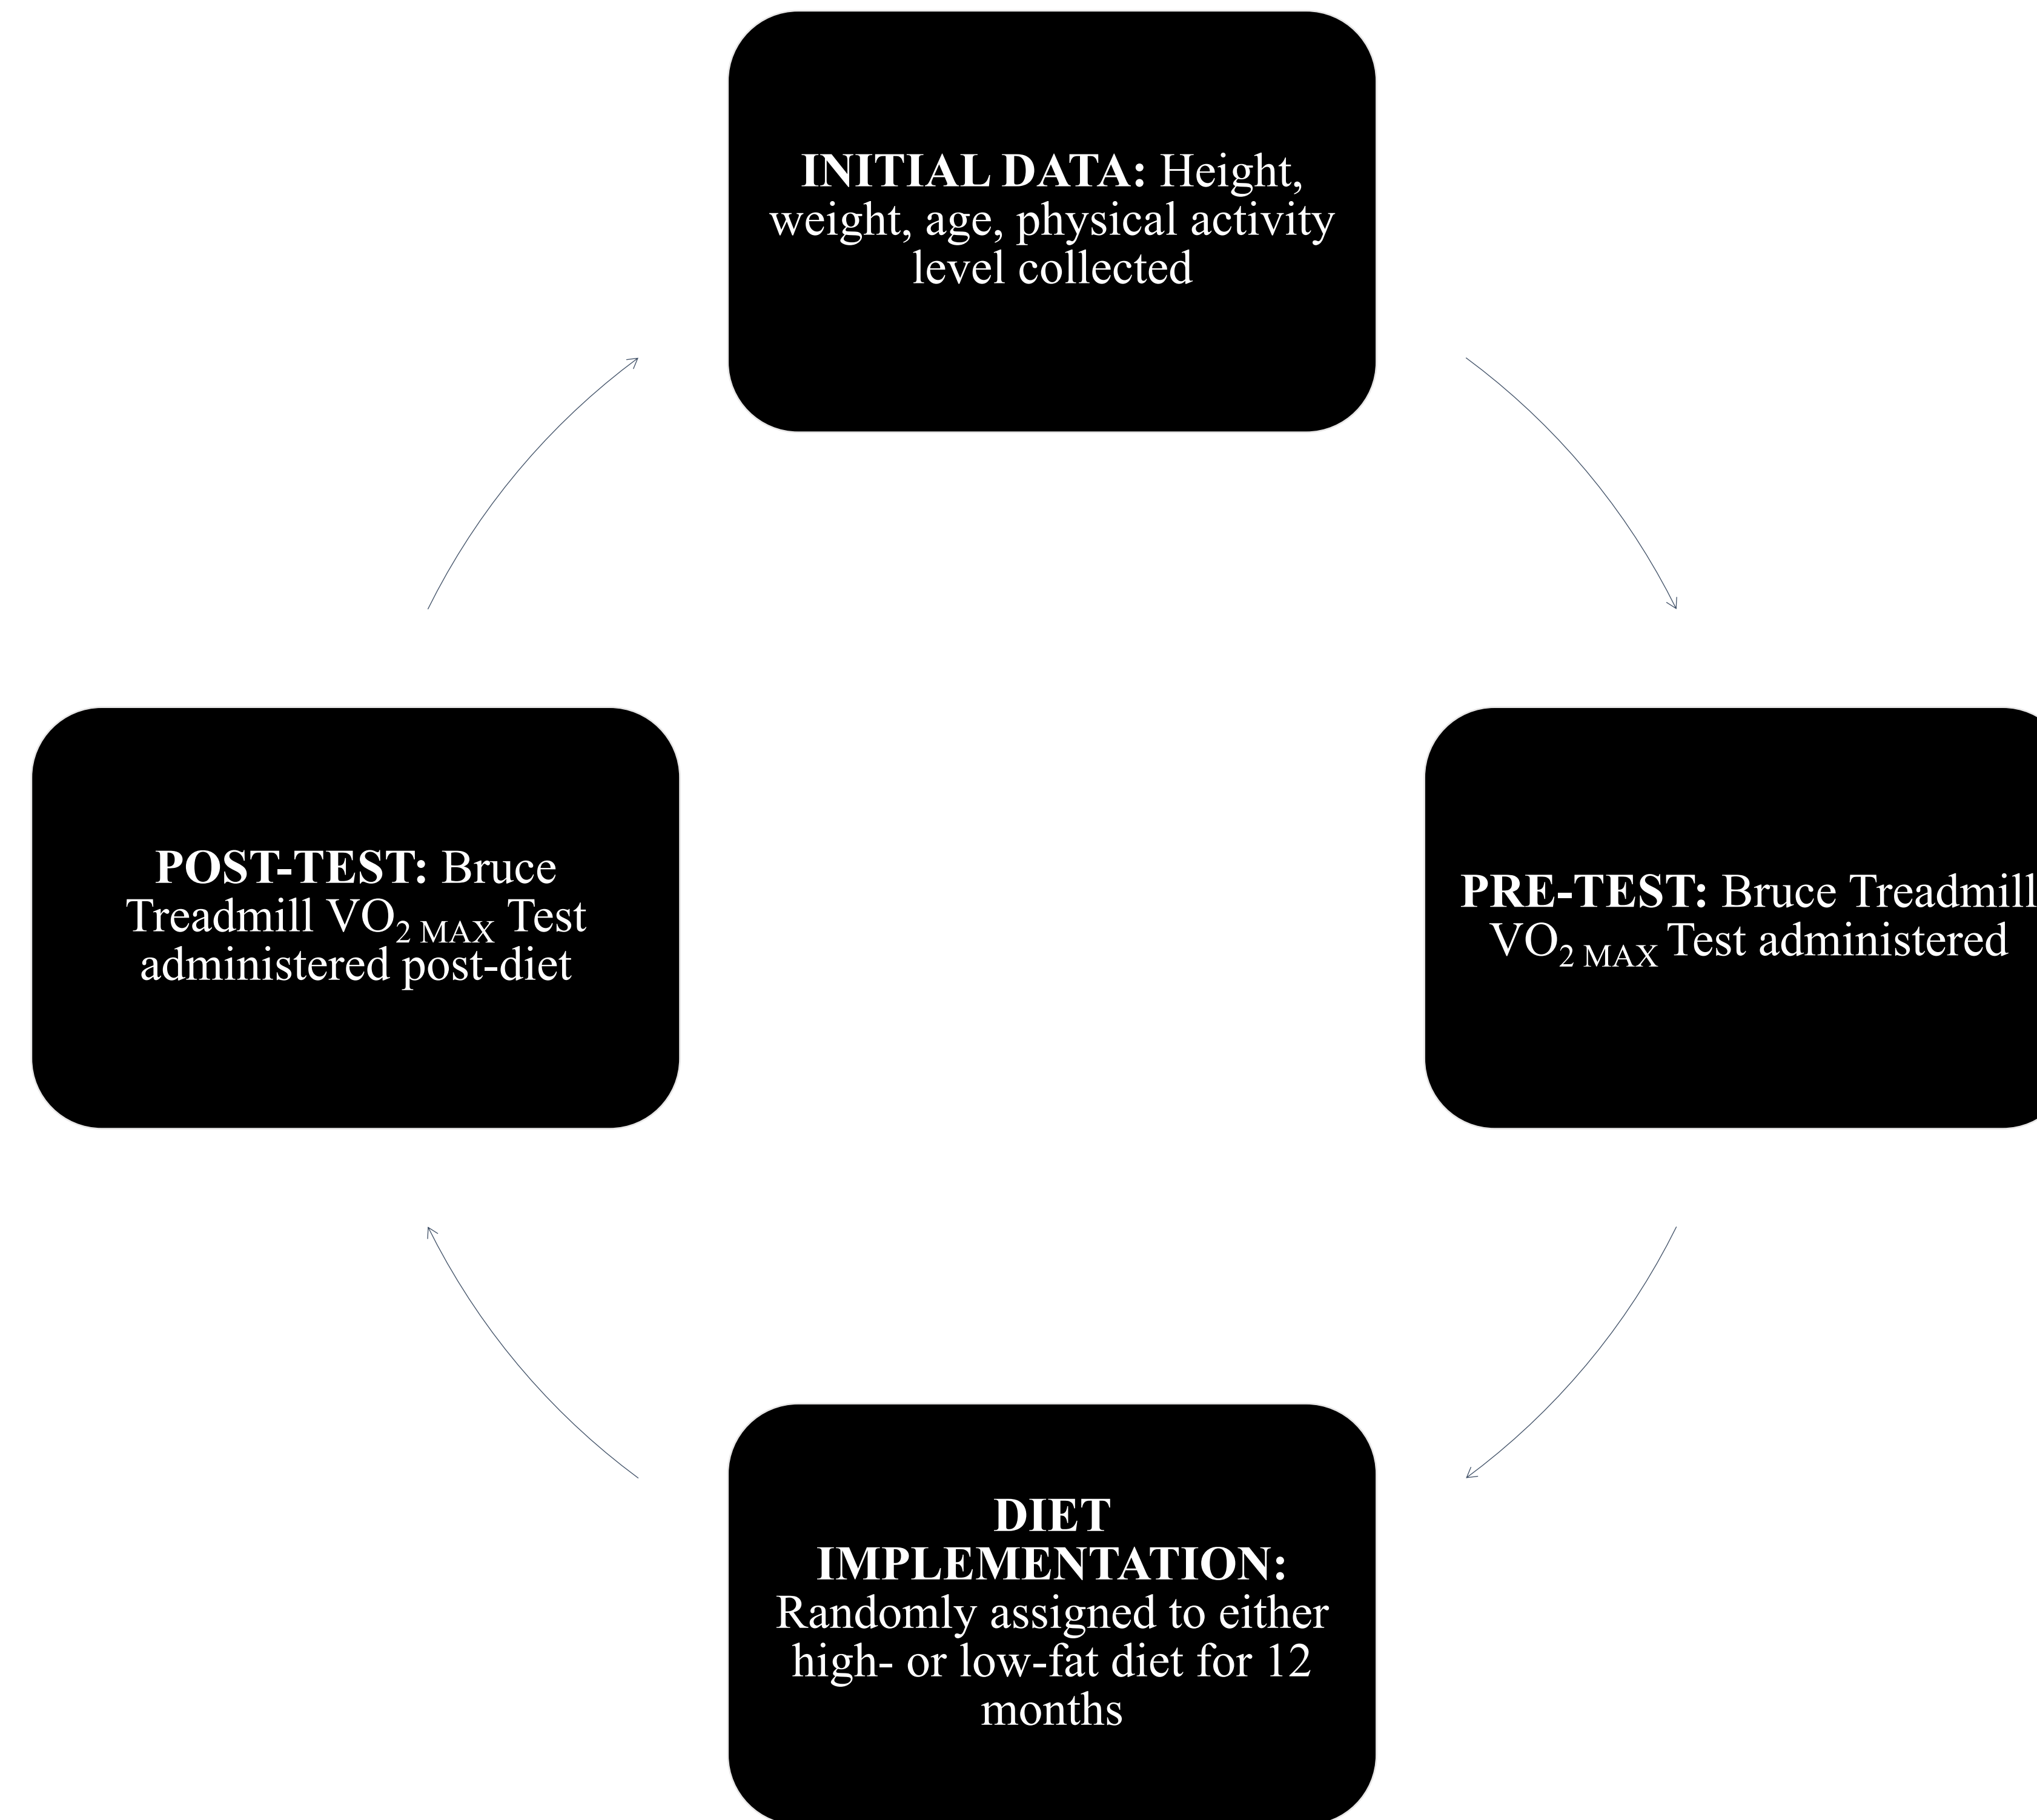 INITIAL DATA: Height,
weight, age, physical activity
level collected
POST-TEST: Bruce
Treadmill VO2 MAX Test
administered post-diet
PRE-TEST: Bruce Treadmill
VO2 MAX Test administered
DIET
IMPLEMENTATION:
Randomly assigned to either
high- or low-fat diet for 12
months